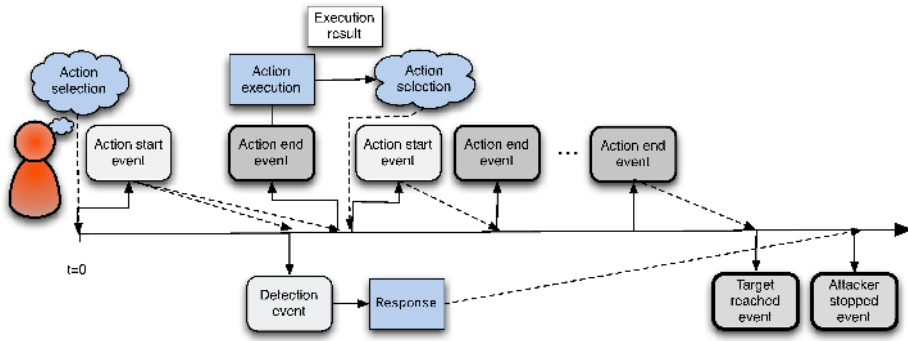 Execution
result
Action
selection
Action
execution
Action
selection
Action start
event
Action end
event
Action start
event
Action end
event
...
Action end
event
t=0
Detection
event
Response
Target
reached
event
Attacker
stopped
event